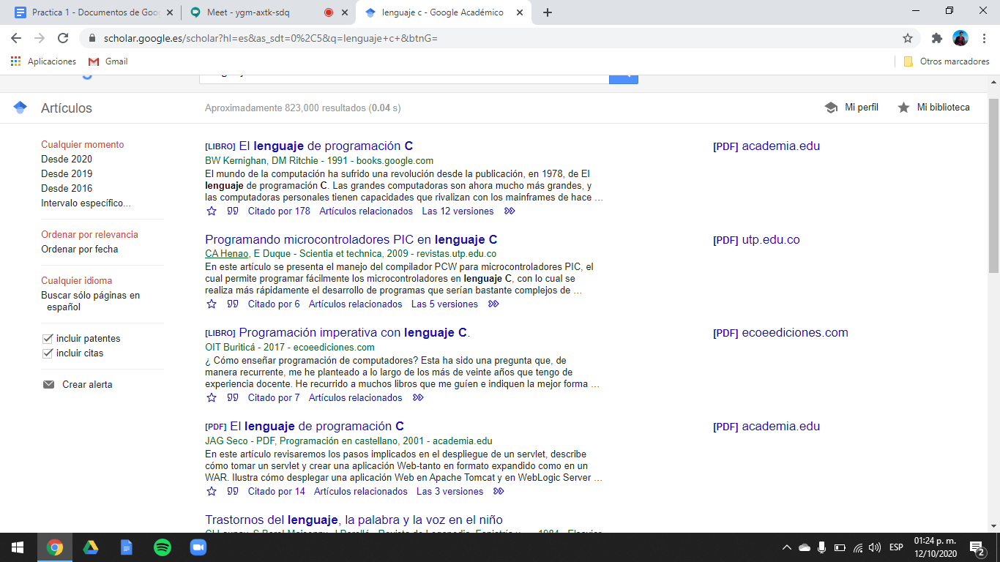 Practica 1 - Documentos de Goo
Meet - ygm-axtk-sdq
lenguaje c - Google Académico
scholar.google.es/scholar?hl=es&as_sdt=0%2C5&q=lenguaje+c+&btnG=
Aplicaciones
Gmail
Otros marcadores
Artículos
Aproximadamente 823,000 resultados (0.04 s)
Mi perfil
Mi biblioteca
Cualquier momento
Desde 2020
Desde 2019
Desde 2016
Intervalo específico...
Ordenar por relevancia
Ordenar por fecha
Cualquier idioma
Buscar sólo páginas en
español
incluir patentes
incluir citas
Crear alerta
[LIBRO] El lenguaje de programación C
[PDF] academia.edu
BW Kernighan, DM Ritchie - 1991 - books.google.com
El mundo de la computación ha sufrido una revolución desde la publicación, en 1978, de El
lenguaje de programación C. Las grandes computadoras son ahora mucho más grandes, y
las computadoras personales tienen capacidades que rivalizan con los mainframes de hace …
Citado por 178 Artículos relacionados Las 12 versiones
Programando microcontroladores PIC en lenguaje C
[PDF] utp.edu.co
CA Henao, E Duque - Scientia et technica, 2009 - revistas.utp.edu.co
En este artículo se presenta el manejo del compilador PCW para microcontroladores PIC, el
cual permite programar fácilmente los microcontroladores en lenguaje C, con lo cual se
realiza más rápidamente el desarrollo de programas que serían bastante complejos de …
Citado por 6 Artículos relacionados Las 5 versiones
[LIBRO] Programación imperativa con lenguaje C.
[PDF] ecoeediciones.com
OIT Buriticá - 2017 - ecoeediciones.com
¿ Cómo enseñar programación de computadores? Esta ha sido una pregunta que, de
manera recurrente, me he planteado a lo largo de los más de veinte años que tengo de
experiencia docente. He recurrido a muchos libros que me guíen e indiquen la mejor forma …
Citado por 7 Artículos relacionados
[PDF] El lenguaje de programación C
[PDF] academia.edu
JAG Seco - PDF, Programación en castellano, 2001 - academia.edu
En este artículo revisaremos los pasos implicados en el despliegue de un servlet, describe
cómo tomar un servlet y crear una aplicación Web-tanto en formato expandido como en un
WAR. Ilustra cómo desplegar una aplicación Web en Apache Tomcat y en WebLogic Server …
Citado por 14 Artículos relacionados Las 3 versiones
Trastornos del lenguaje, la palabra y la voz en el niño
ESP
01:24 p. m.
12/10/2020
2